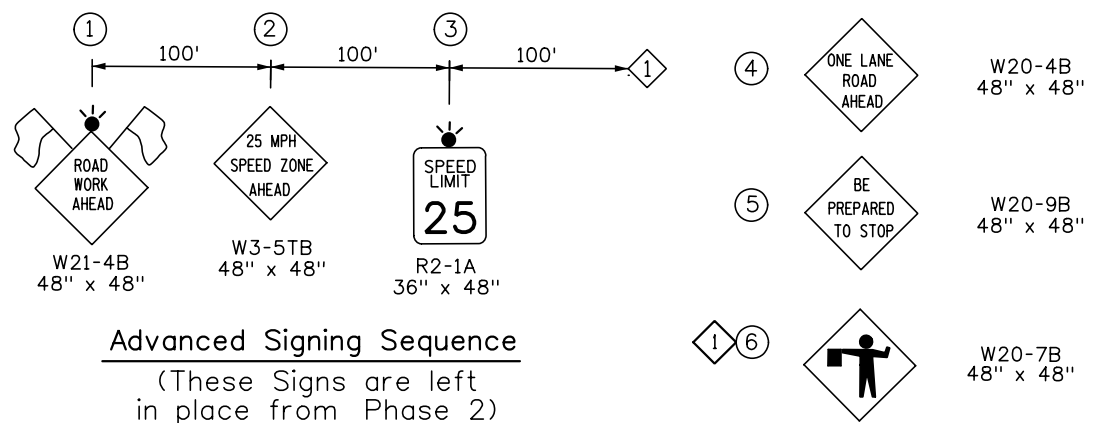 1 2 3
100' 100' 100'
1
ROAD
WORK
AHEAD
W21-4B
48" x 48"
25 MPH
SPEED ZONE
AHEAD
W3-5TB
48" x 48"
SPEED
LIMIT
25
R2-1A
36" x 48"
Advanced Signing Sequence
(These Signs are left
in place from Phase 2)
4
ONE LANE
ROAD
AHEAD
W20-4B
48" x 48"
5
BE
PREPARED
TO STOP
W20-9B
48" x 48"
1 6
W20-7B
48" x 48"